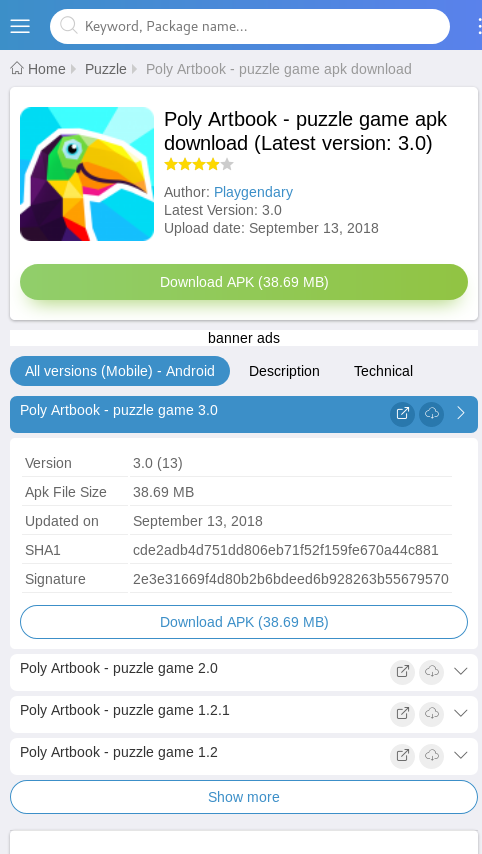 Keyword, Package name...
Home Puzzle Poly Artbook - puzzle game apk download
Poly Artbook - puzzle game apk
download (Latest version: 3.0)
Author: Playgendary
Latest Version: 3.0
Upload date: September 13, 2018
Download APK (38.69 MB)
banner ads
All versions (Mobile) - Android Description Technical
Poly Artbook - puzzle game 3.0
Version 3.0 (13)
Apk File Size 38.69 MB
Updated on September 13, 2018
SHA1 cde2adb4d751dd806eb71f52f159fe670a44c881
Signature 2e3e31669f4d80b2b6bdeed6b928263b55679570
Download APK (38.69 MB)
Poly Artbook - puzzle game 2.0
Poly Artbook - puzzle game 1.2.1
Poly Artbook - puzzle game 1.2
Show more